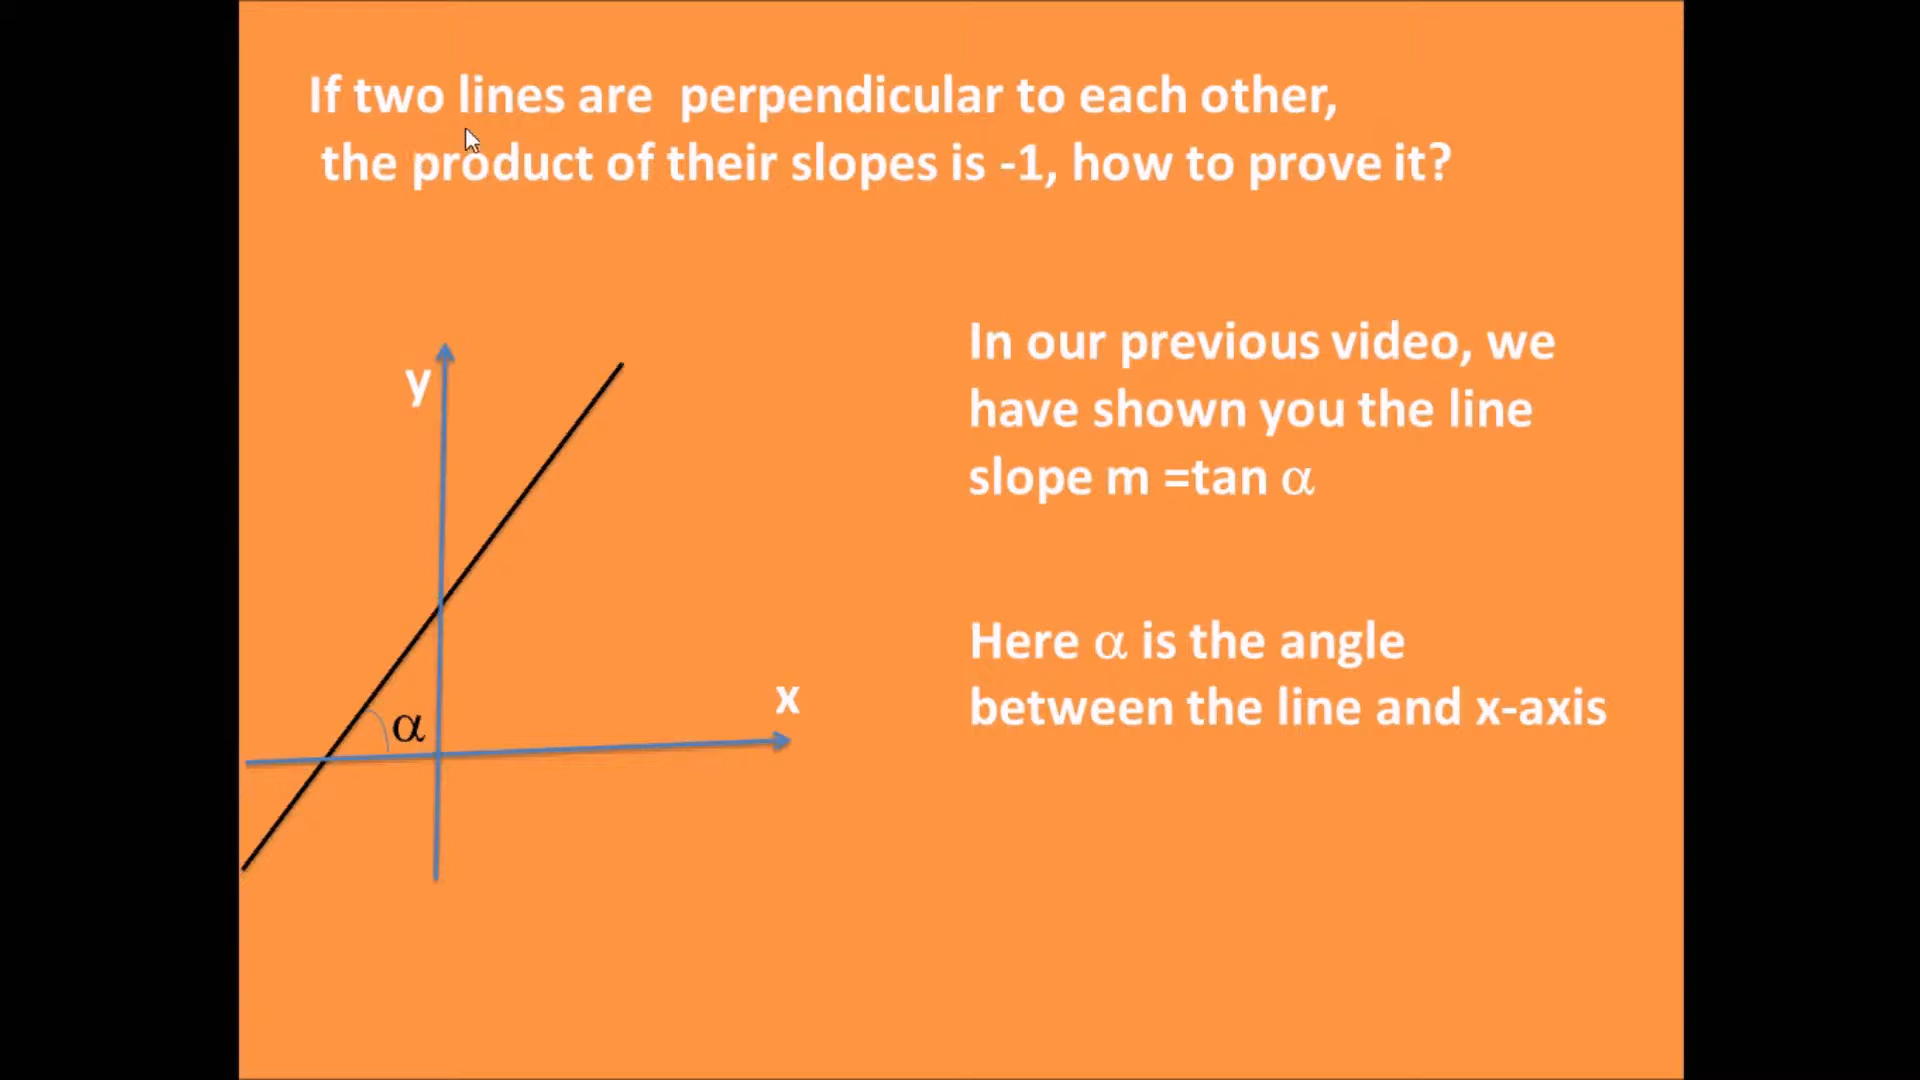 If two lines are perpendicular to each other,
the product of their slopes is -1, how to prove it?
In our previous video, we
have shown you the line
slope m =tan α
y
Here α is the angle
between the line and x-axis
x
α